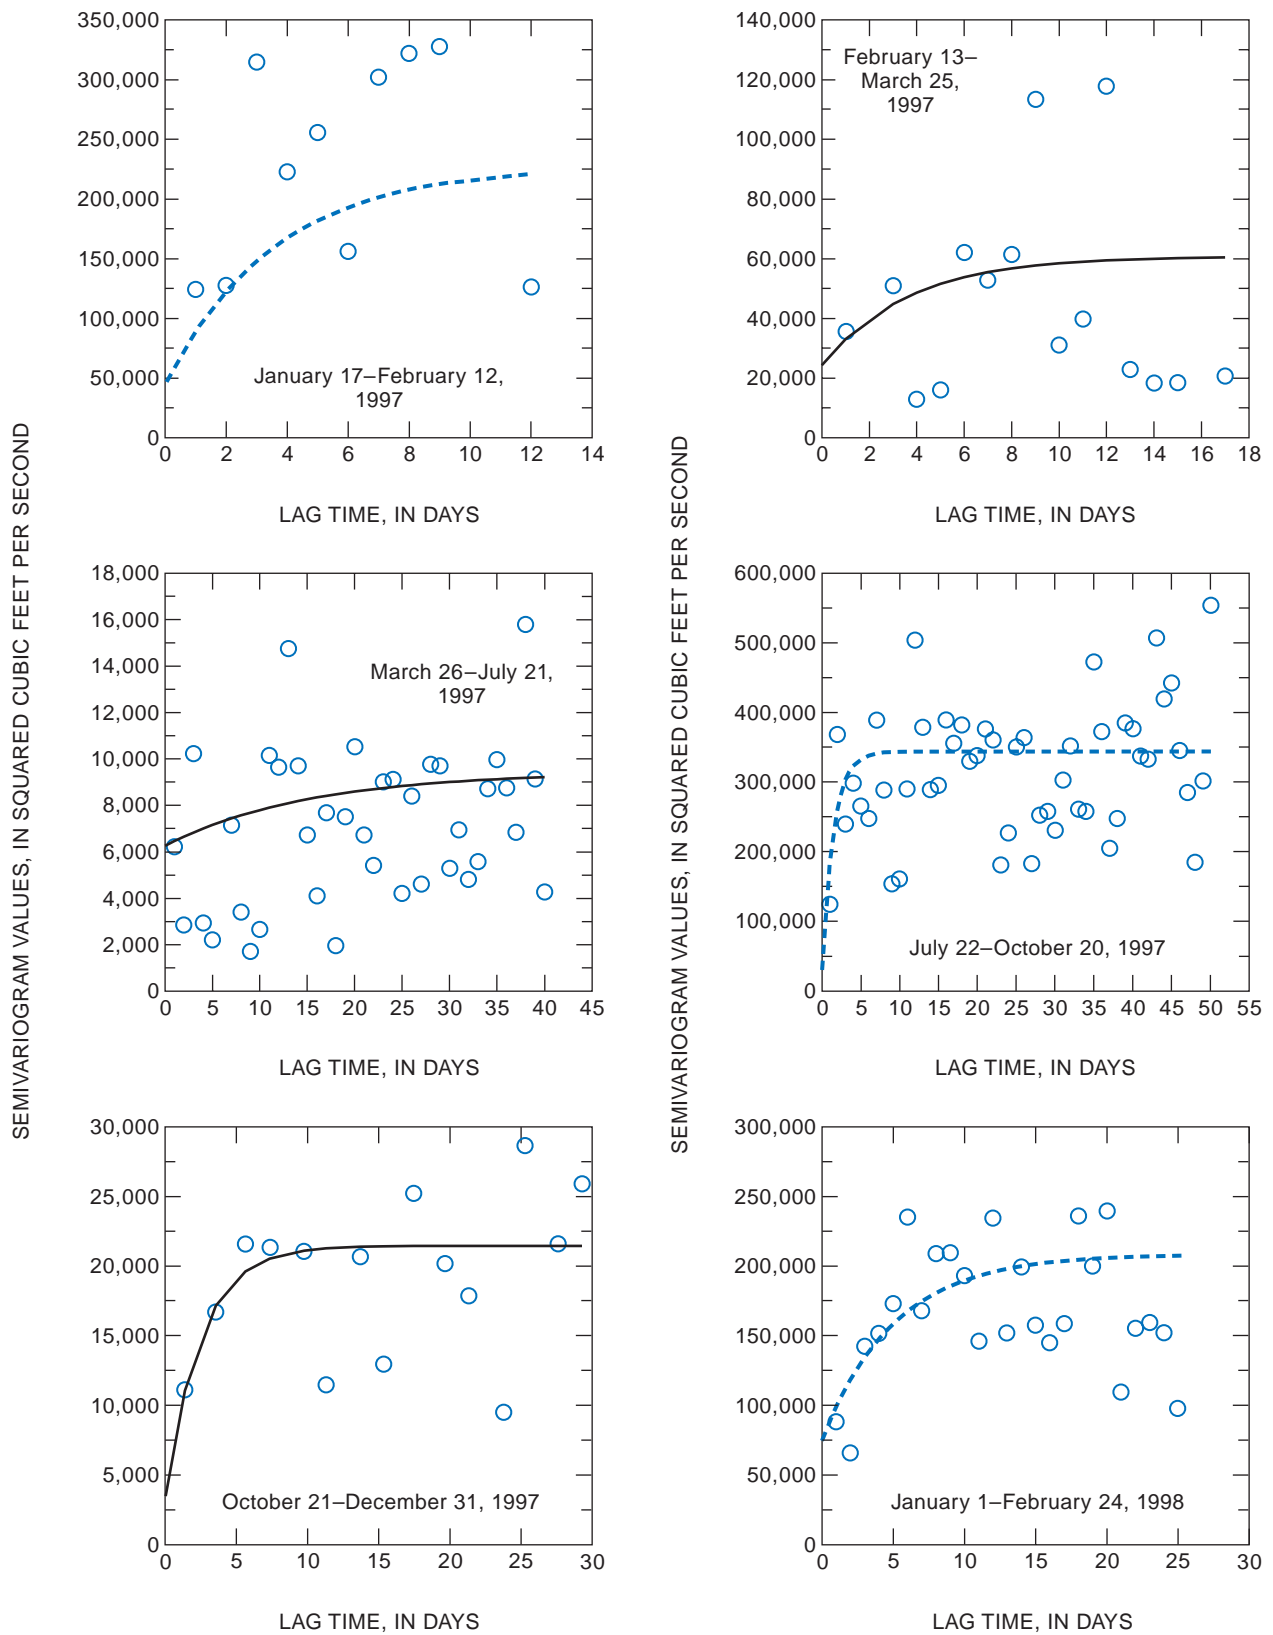 SEMIVARIOGRAM VALUES, IN SQUARED CUBIC FEET PER SECOND
350,000
300,000
250,000
200,000
150,000
100,000
50,000
0
0 2 4 6 8 10 12 14
January 17–February 12,
1997
LAG TIME, IN DAYS
18,000
16,000
14,000
12,000
10,000
8,000
6,000
4,000
2,000
0
0 5 10 15 20 25 30 35 40 45
March 26–July 21,
1997
LAG TIME, IN DAYS
30,000
25,000
20,000
15,000
10,000
5,000
0
0 5 10 15 20 25 30
October 21–December 31, 1997
LAG TIME, IN DAYS
SEMIVARIOGRAM VALUES, IN SQUARED CUBIC FEET PER SECOND
140,000
120,000
100,000
80,000
60,000
40,000
20,000
0
0 2 4 6 8 10 12 14 16 18
February 13–
March 25,
1997
LAG TIME, IN DAYS
600,000
500,000
400,000
300,000
200,000
100,000
0
0 5 10 15 20 25 30 35 40 45 50 55
July 22–October 20, 1997
LAG TIME, IN DAYS
300,000
250,000
200,000
150,000
100,000
50,000
0
0 5 10 15 20 25 30
January 1–February 24, 1998
LAG TIME, IN DAYS